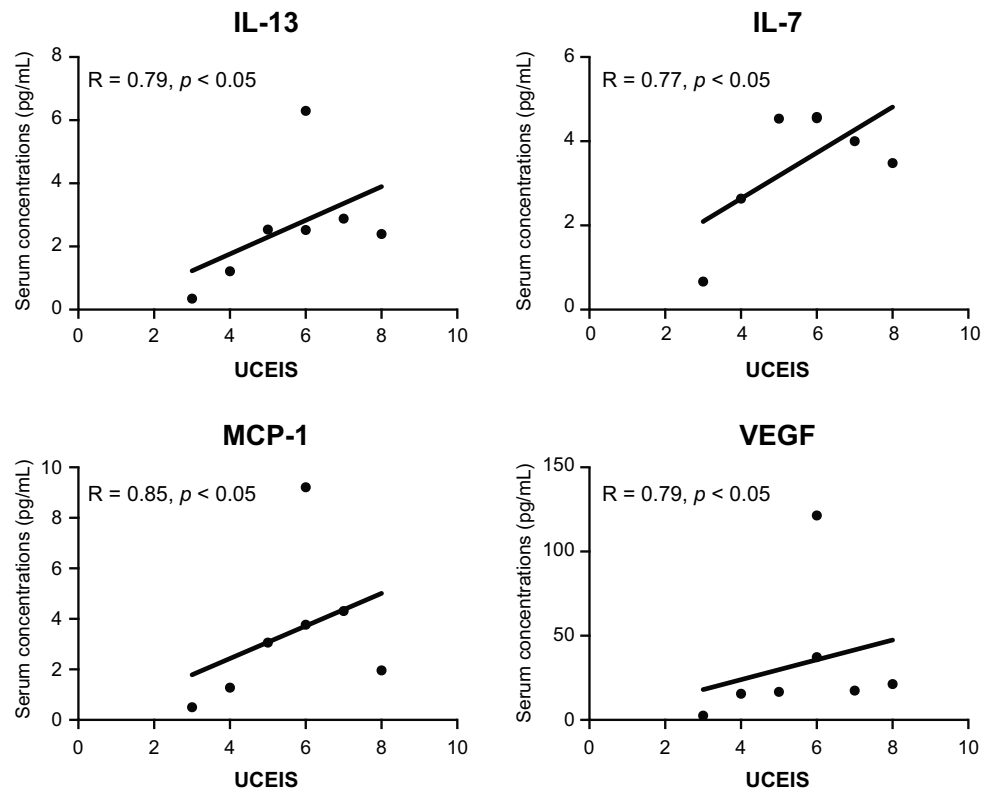 IL-13
Serum concentrations (pg/mL)
8
6
4
2
0
R = 0.79, p < 0.05
0 2 4 6 8 10
UCEIS
IL-7
Serum concentrations (pg/mL)
6
4
2
0
R = 0.77, p < 0.05
0 2 4 6 8 10
UCEIS
MCP-1
Serum concentrations (pg/mL)
10
8
6
4
2
0
R = 0.85, p < 0.05
0 2 4 6 8 10
UCEIS
VEGF
Serum concentrations (pg/mL)
150
100
50
0
R = 0.79, p < 0.05
0 2 4 6 8 10
UCEIS